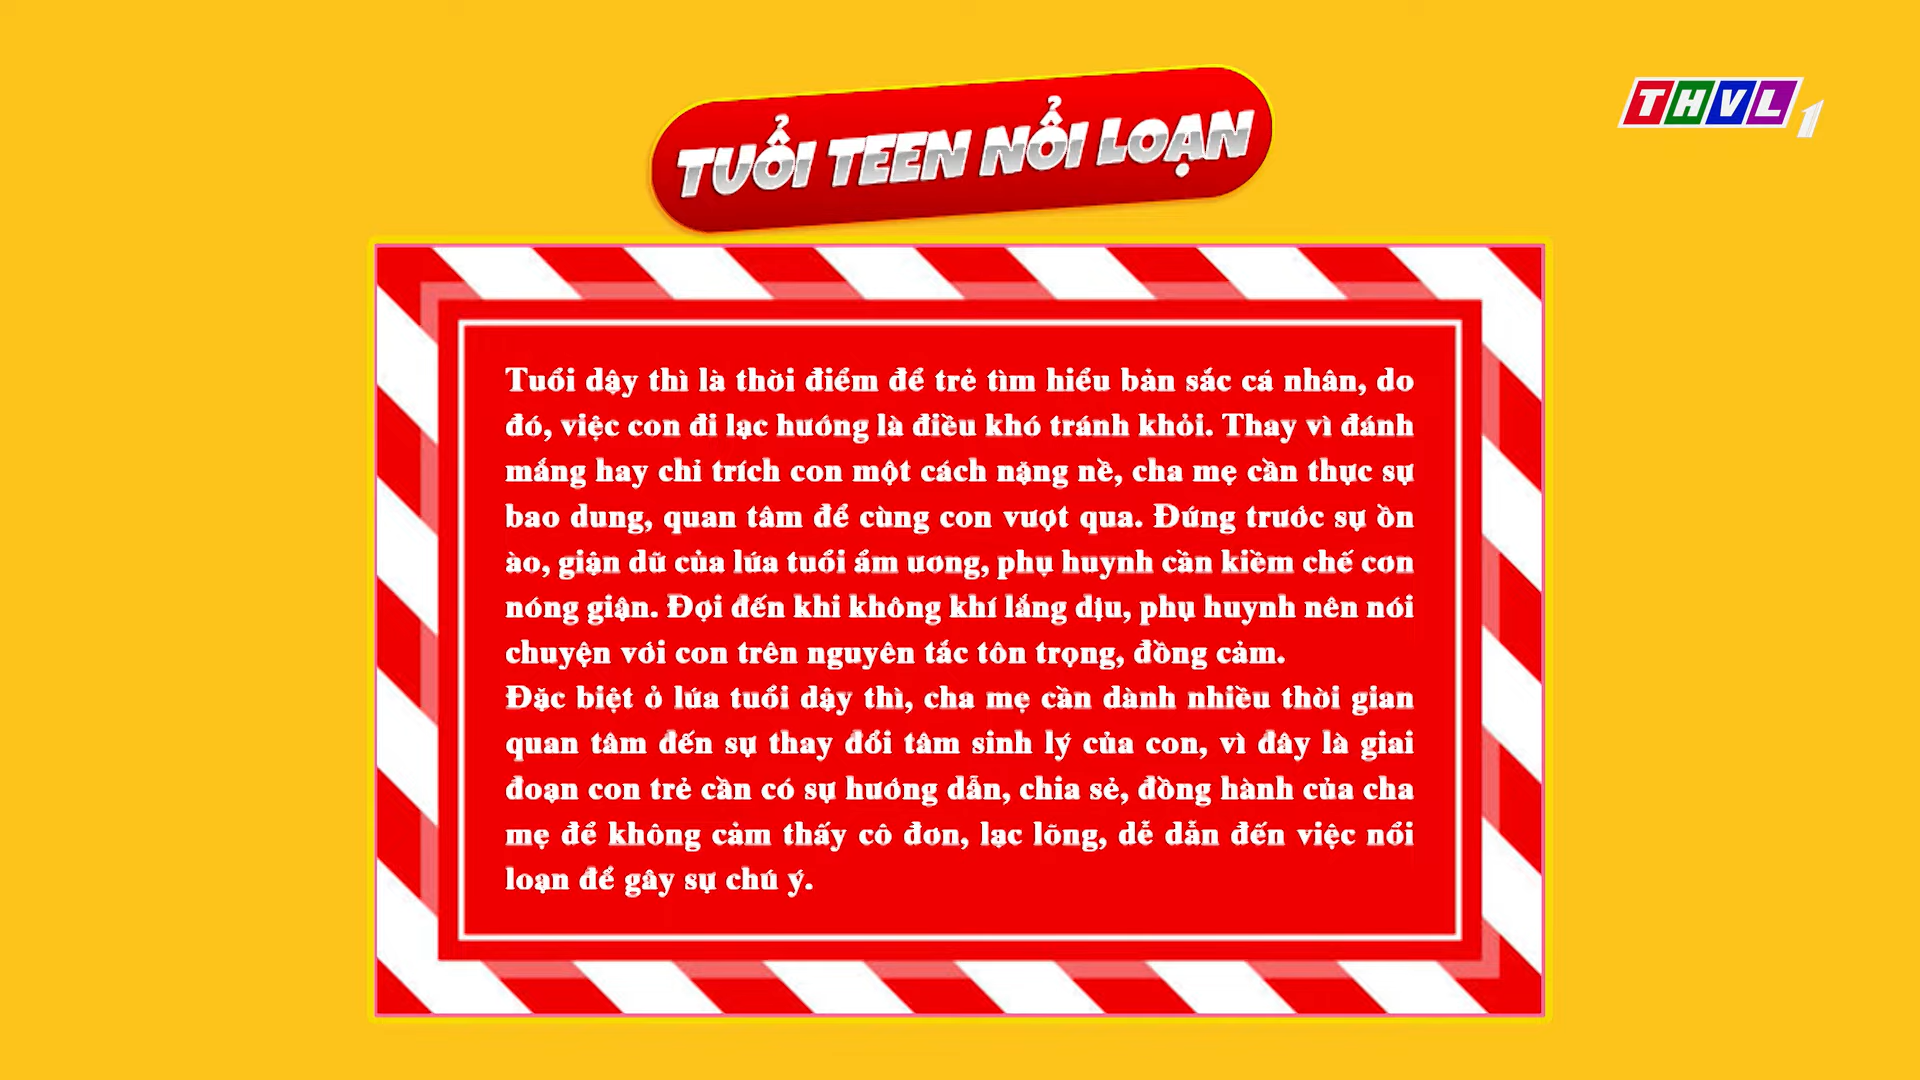 THVL1
TUỔI TEEN NỔI LOẠN
Tuổi dậy thì là thời điểm để trẻ tìm hiểu bản sắc cá nhân, do
đó, việc con đi lạc hướng là điều khó tránh khỏi. Thay vì đánh
mắng hay chỉ trích con một cách nặng nề, cha mẹ cần thực sự
bao dung, quan tâm để cùng con vượt qua. Đứng trước sự ồn
ào, giận dữ của lứa tuổi ẩm ương, phụ huynh cần kiềm chế cơn
nóng giận. Đợi đến khi không khí lắng dịu, phụ huynh nên nói
chuyện với con trên nguyên tắc tôn trọng, đồng cảm.
Đặc biệt ở lứa tuổi dậy thì, cha mẹ cần dành nhiều thời gian
quan tâm đến sự thay đổi tâm sinh lý của con, vì đây là giai
đoạn con trẻ cần có sự hướng dẫn, chia sẻ, đồng hành của cha
mẹ để không cảm thấy cô đơn, lạc lõng, dễ dẫn đến việc nổi
loạn để gây sự chú ý.